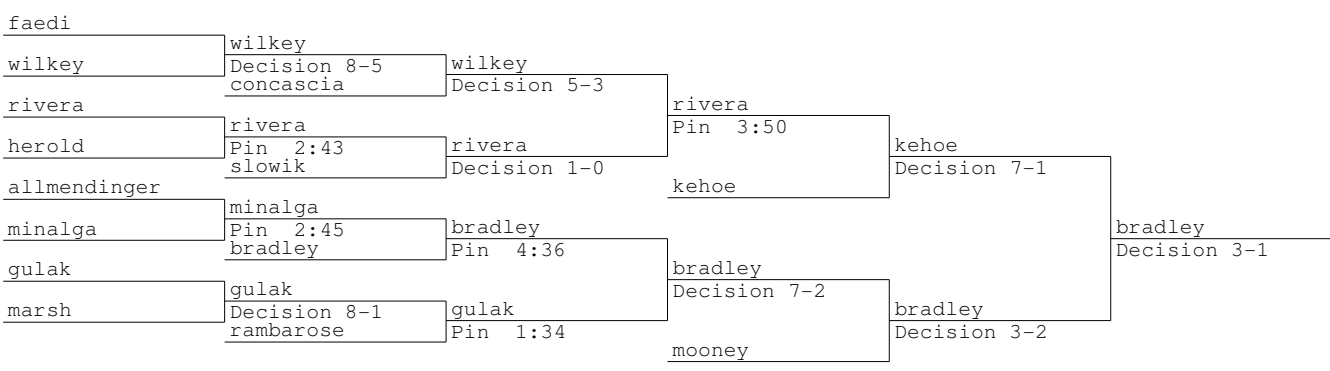 faedi
wilkey
wilkey
Decision 8-5
wilkey
concascia
Decision 5-3
rivera
rivera
rivera
Pin 3:50
herold
Pin 2:43
rivera
kehoe
slowik
Decision 1-0
Decision 7-1
allmendinger
kehoe
minalga
minalga
Pin 2:45
bradley
bradley
bradley
Pin 4:36
Decision 3-1
gulak
bradley
gulak
Decision 7-2
marsh
Decision 8-1
gulak
bradley
rambarose
Pin 1:34
Decision 3-2
mooney